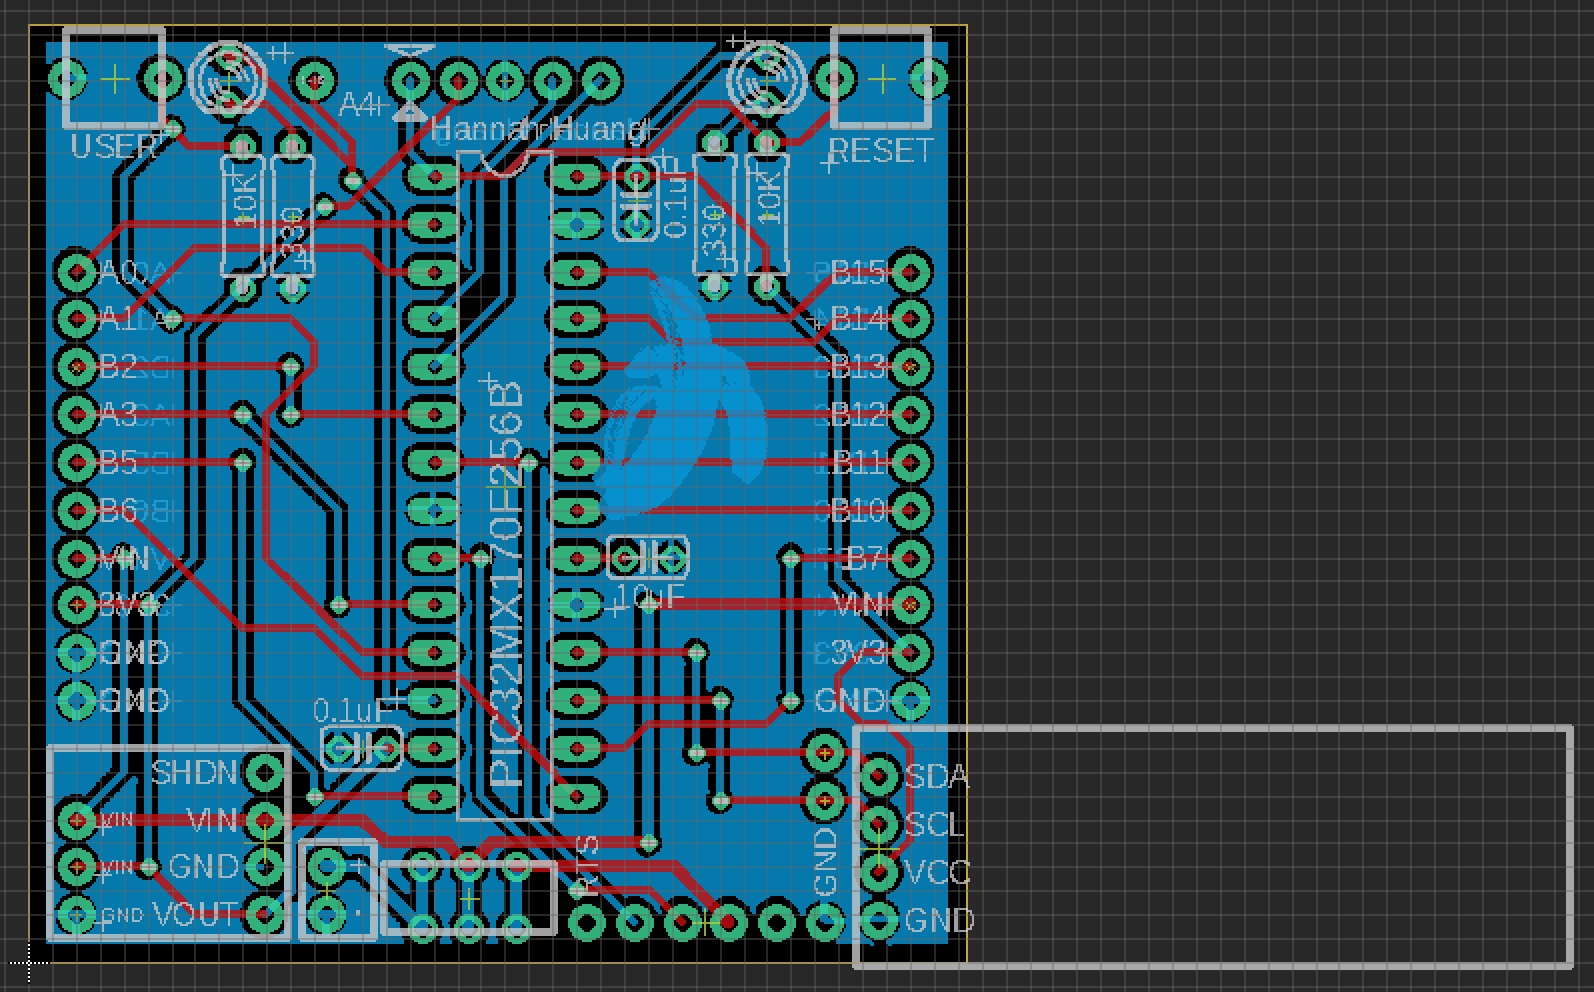 A4
Hannah Huang
USER
RESET
10K
330
0.1uF
330
10K
A0
A1
B2
A3
B5
B6
VIN
3V3
GND
GND
B15
B14
B13
B12
B11
B10
B7
VIN
3V3
GND
PIC32MX170F256B
10uF
0.1uF
SHDN
VIN
VIN
GND
VIN
VOUT
GND
RTS
GND
SDA
SCL
VCC
GND